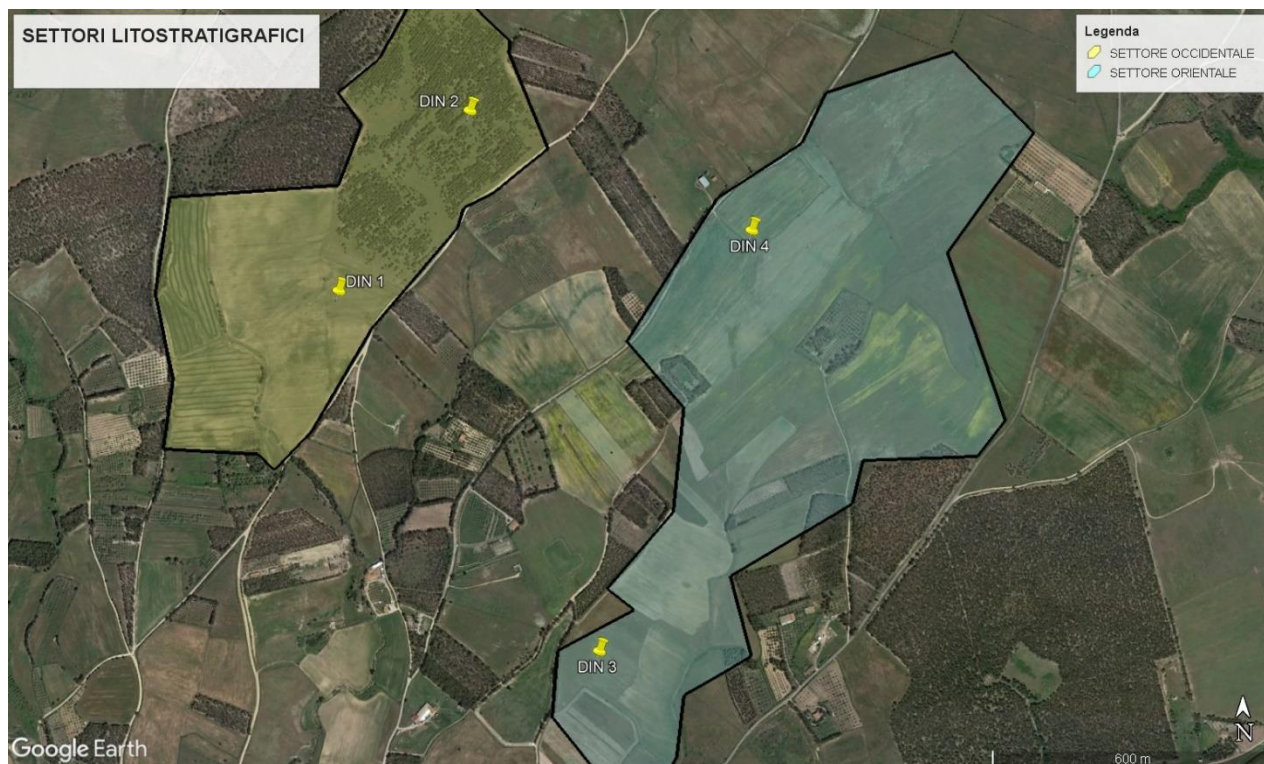 SETTORI LITOSTRATIGRAFICI
Legenda
SETTORE OCCIDENTALE
SETTORE ORIENTALE
DIN 2
DIN 4
DIN 1
DIN 3
Google Earth
N
600 m